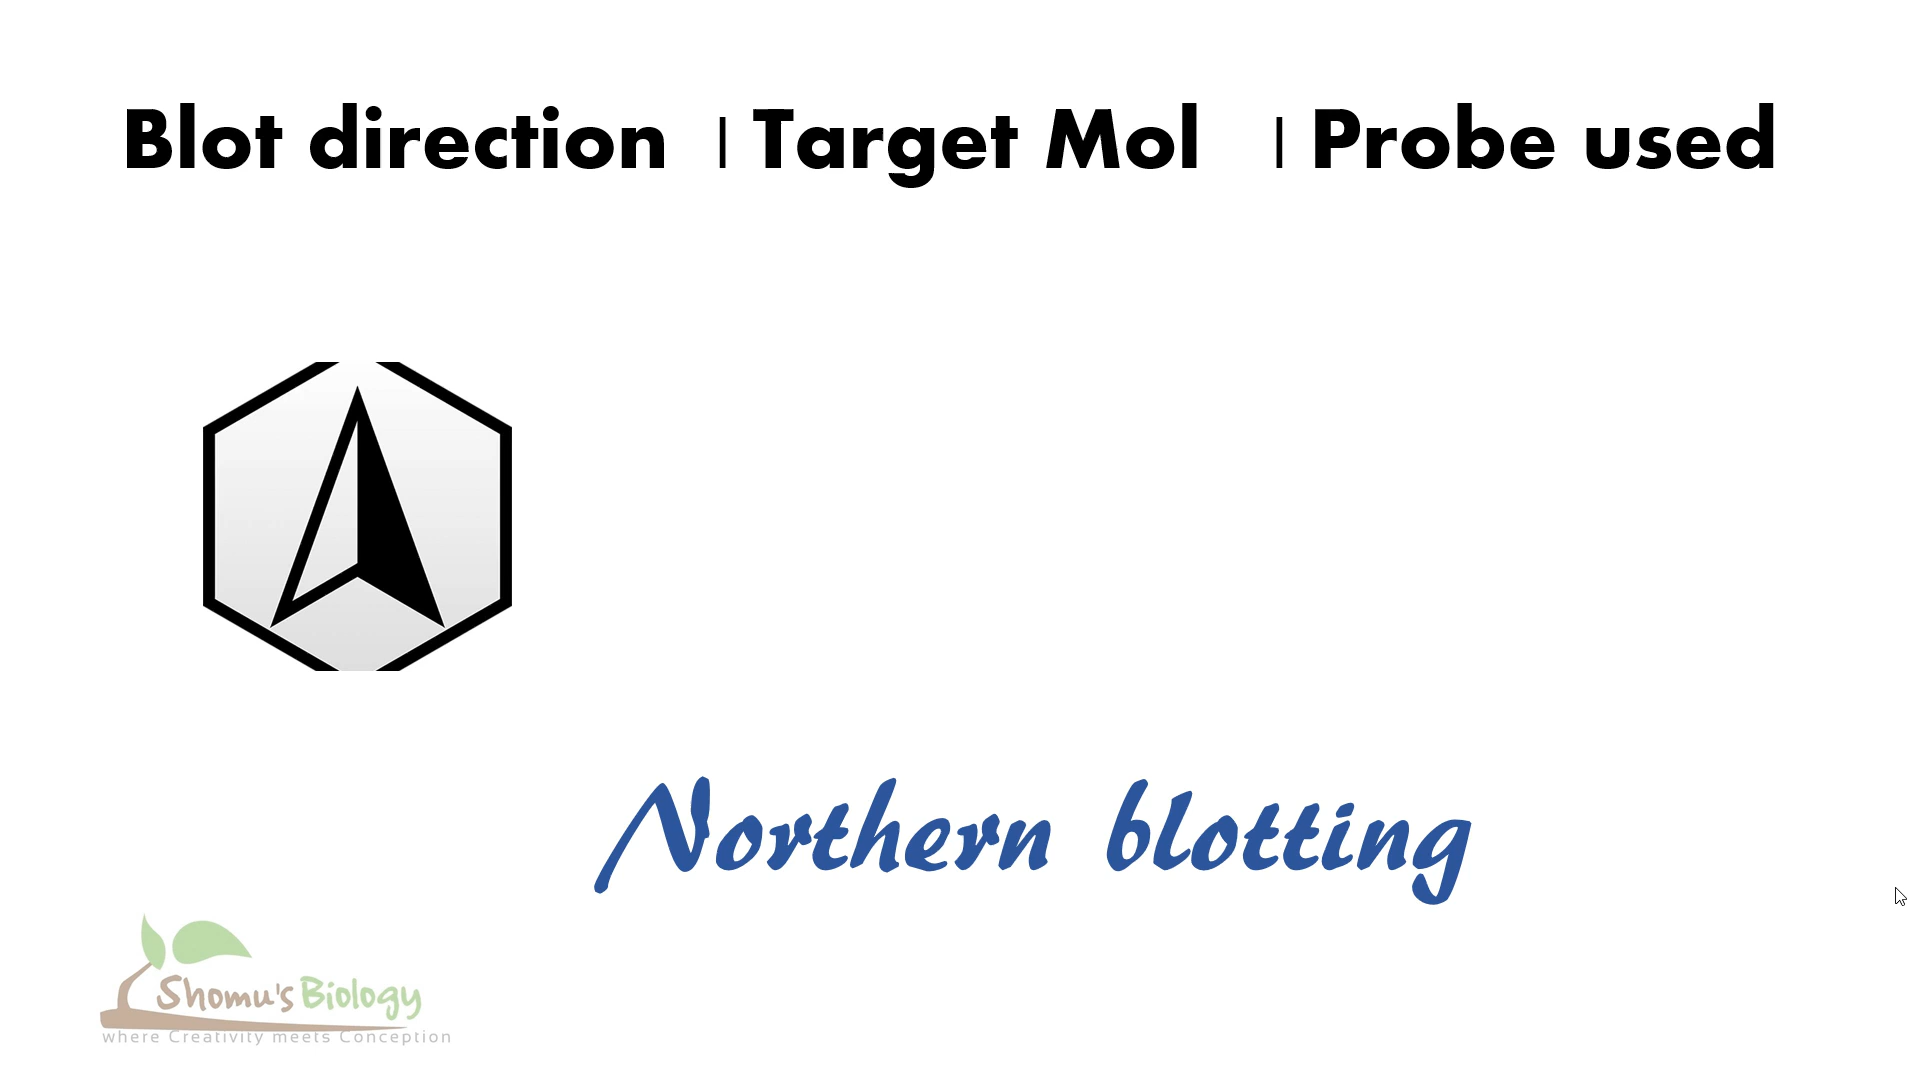 Blot direction | Target Mol | Probe used
Northern blotting
Shomu's Biology
where Creativity meets Conception